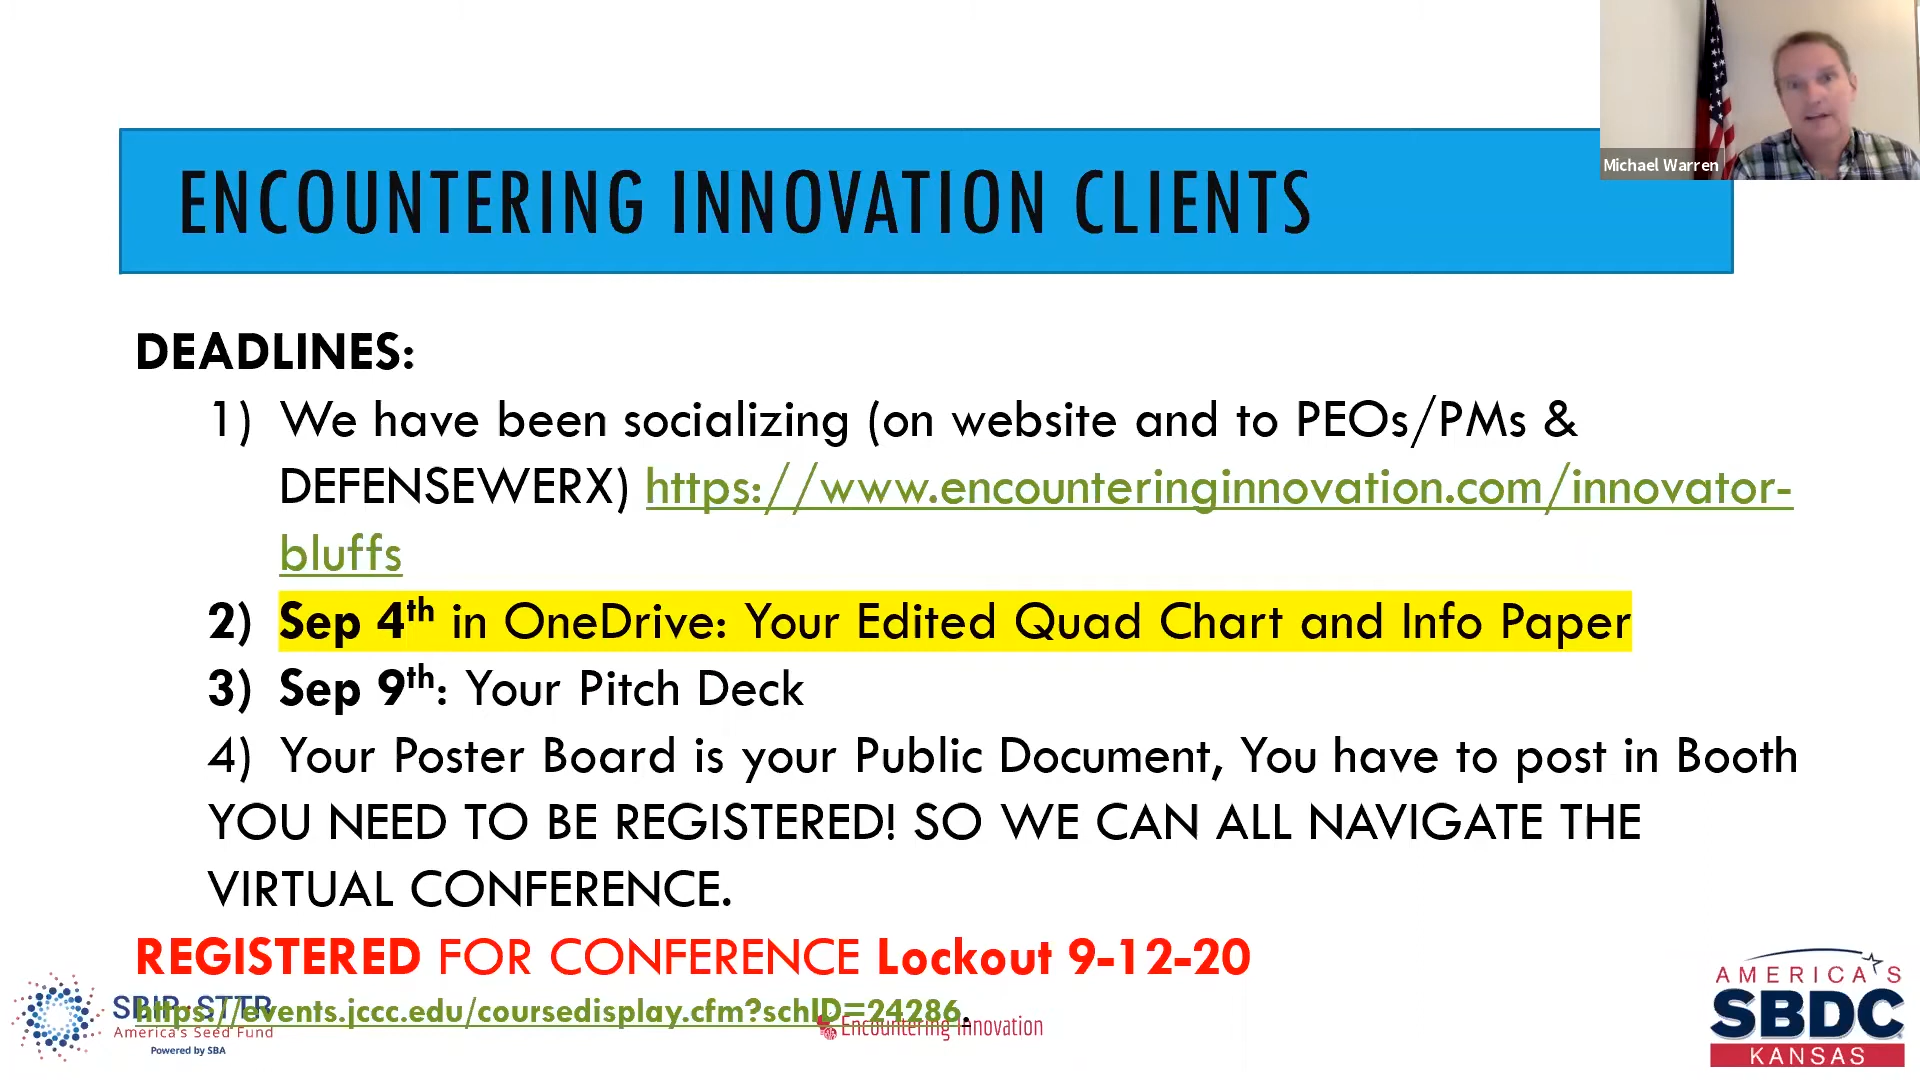 Michael Warren
ENCOUNTERING INNOVATION CLIENTS
DEADLINES:
1) We have been socializing (on website and to PEOs/PMs &
DEFENSEWERX) https://www.encounteringinnovation.com/innovator-
bluffs
2) Sep 4th in OneDrive: Your Edited Quad Chart and Info Paper
3) Sep 9th: Your Pitch Deck
4) Your Poster Board is your Public Document, You have to post in Booth
YOU NEED TO BE REGISTERED! SO WE CAN ALL NAVIGATE THE
VIRTUAL CONFERENCE.
REGISTERED FOR CONFERENCE Lockout 9-12-20
https://events.jccc.edu/coursedisplay.cfm?schID=24286.
SBIR·STTR
America's Seed Fund
Powered by SBA
Encountering Innovation
AMERICA'S
SBDC
KANSAS